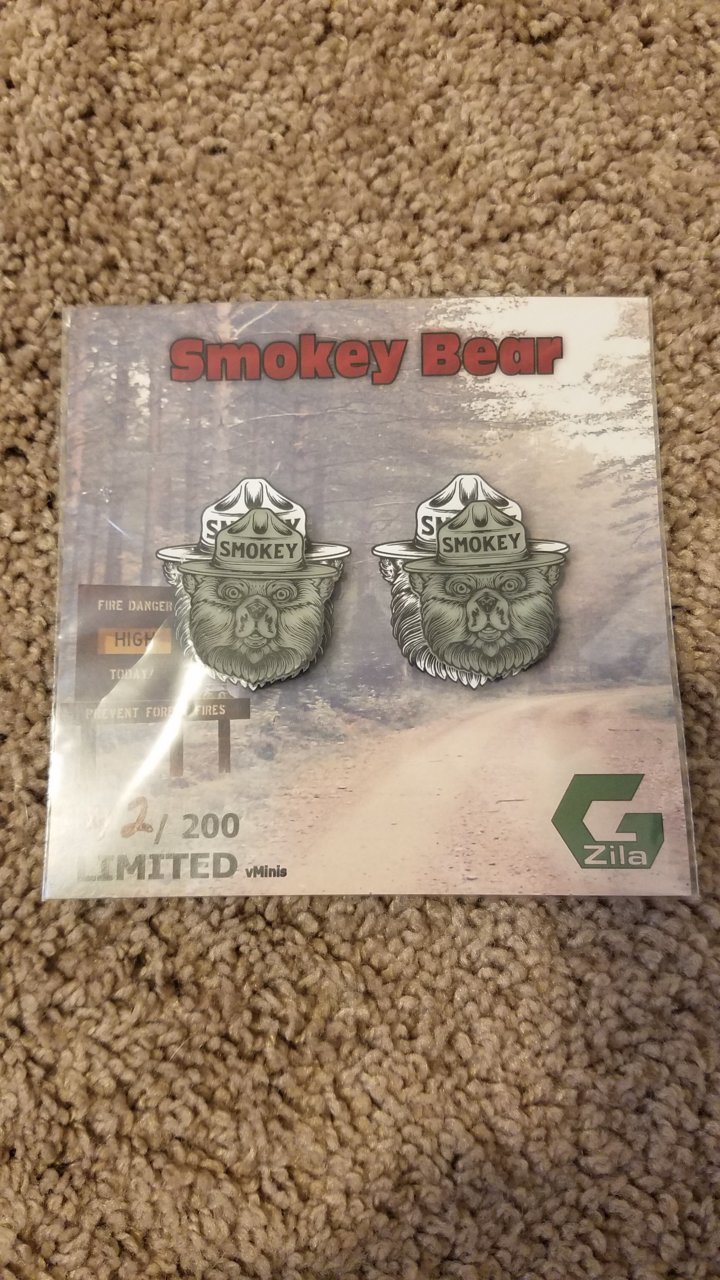 Smokey Bear
SMOKEY
SMOKEY
FIRE DANGER
HIGH
TODAY!
PREVENT FOREST FIRES
2/ 200
LIMITED vMinis
G
Zila